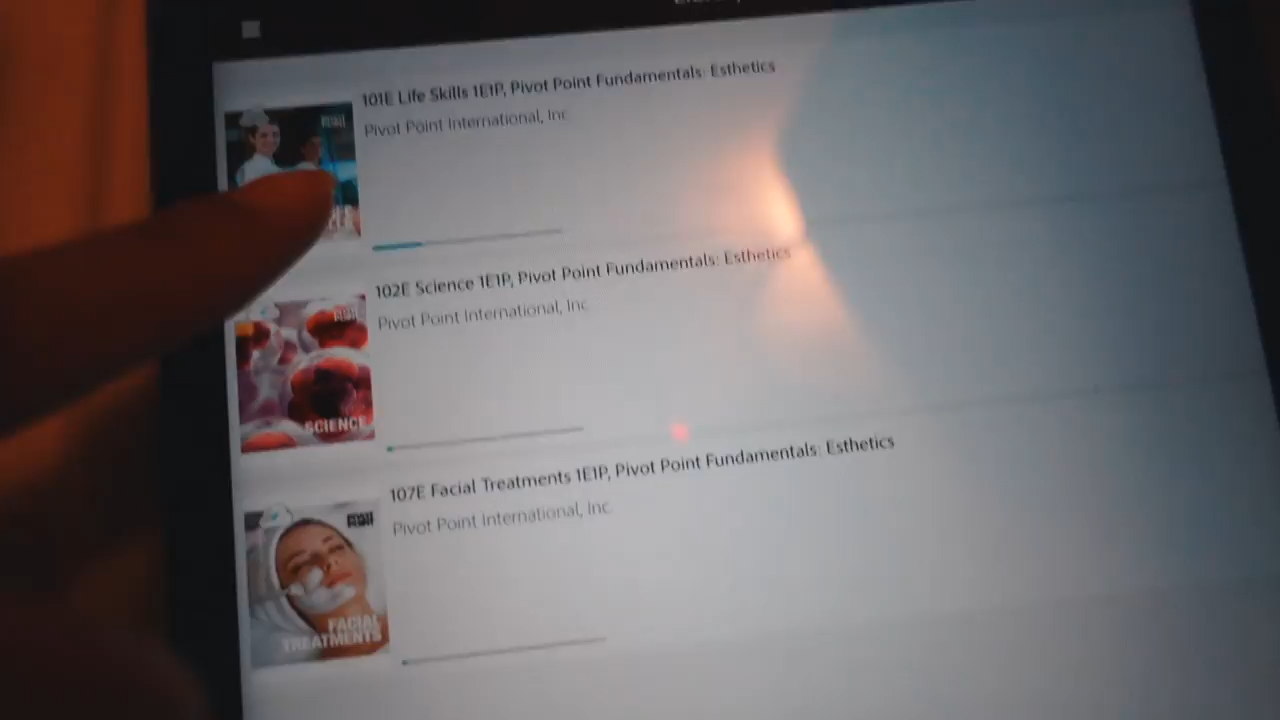 101E Life Skills 1E1P, Pivot Point Fundamentals: Esthetics
Pivot Point International, Inc
102E Science 1E1P, Pivot Point Fundamentals: Esthetics
Pivot Point International, Inc
SCIENCE
107E Facial Treatments 1E1P, Pivot Point Fundamentals: Esthetics
Pivot Point International, Inc.
FACIAL
TREATMENTS